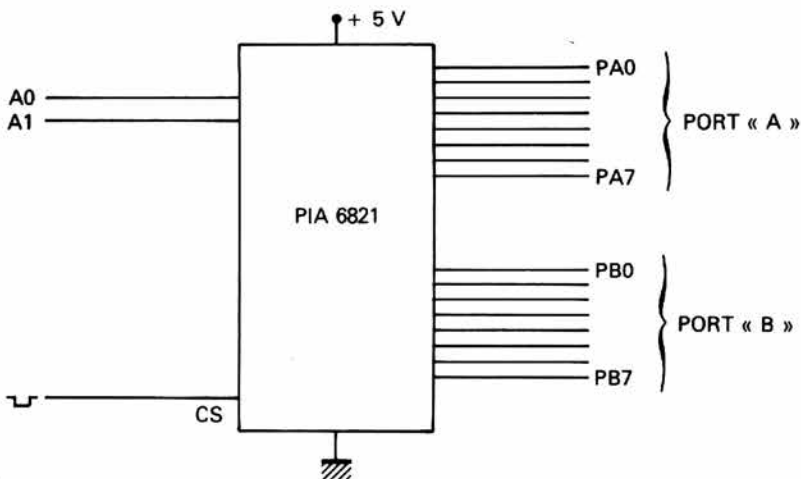 + 5 V
A0
A1
PIA 6821
CS
PA0
PA7
PORT « A »
PB0
PB7
PORT « B »